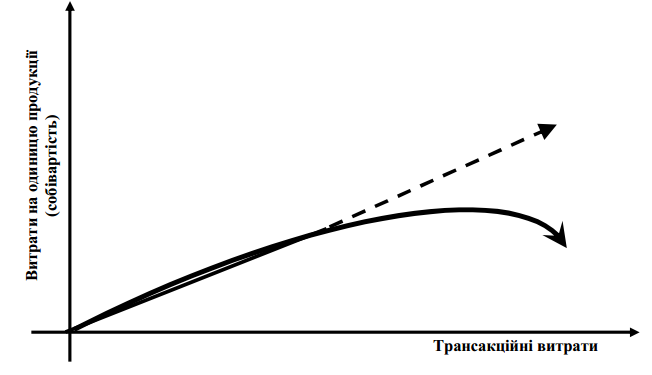 Витрати на одиницю продукції
(собівартість)
Трансакційні витрати